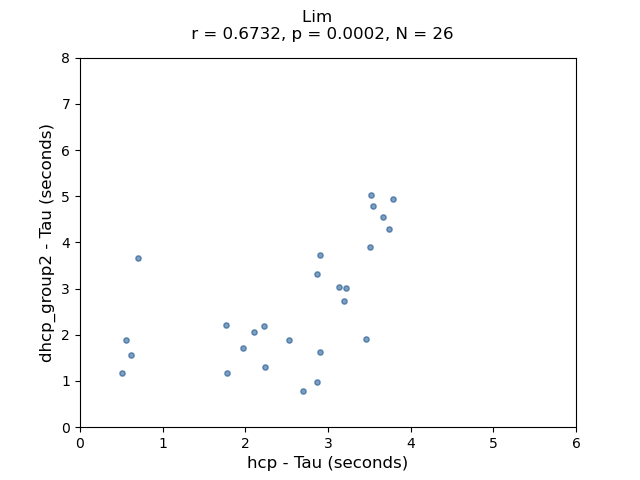 Lim
r = 0.6732, p = 0.0002, N = 26
8
7
6
5
4
3
2
1
0
dhcp_group2 - Tau (seconds)
0 1 2 3 4 5 6
hcp - Tau (seconds)